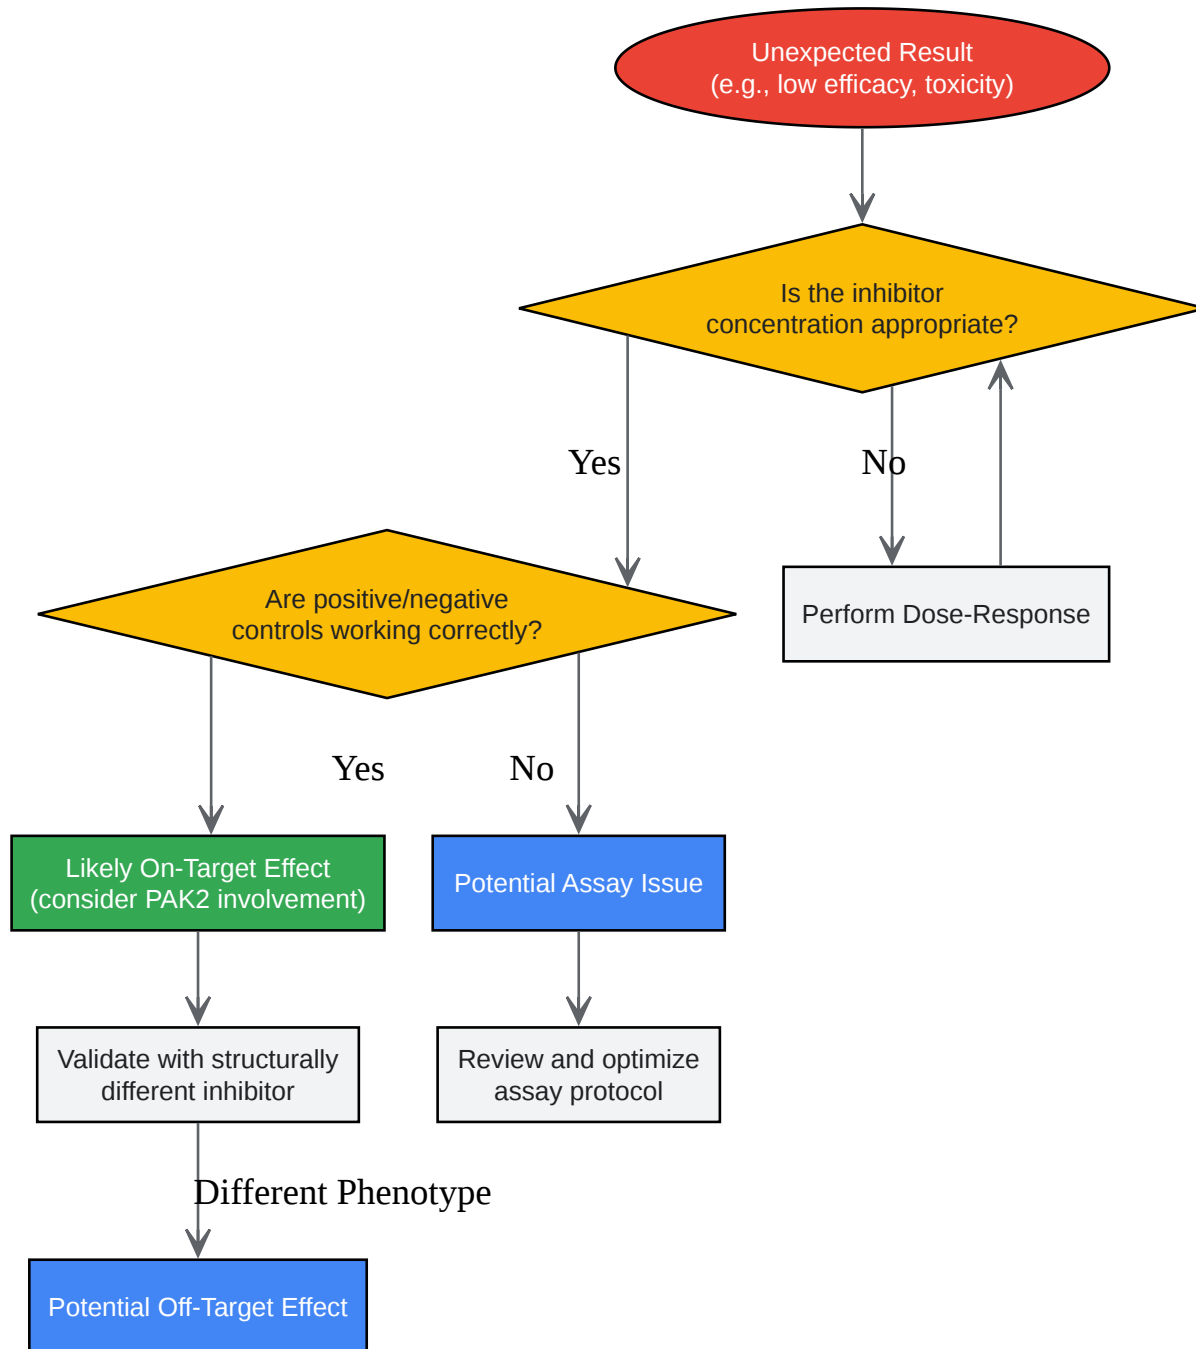 Unexpected Result
(e.g., low efficacy, toxicity)
Is the inhibitor
concentration appropriate?
Yes
No
Are positive/negative
controls working correctly?
Perform Dose-Response
Yes
No
Likely On-Target Effect
(consider PAK2 involvement)
Potential Assay Issue
Validate with structurally
different inhibitor
Review and optimize
assay protocol
Different Phenotype
Potential Off-Target Effect